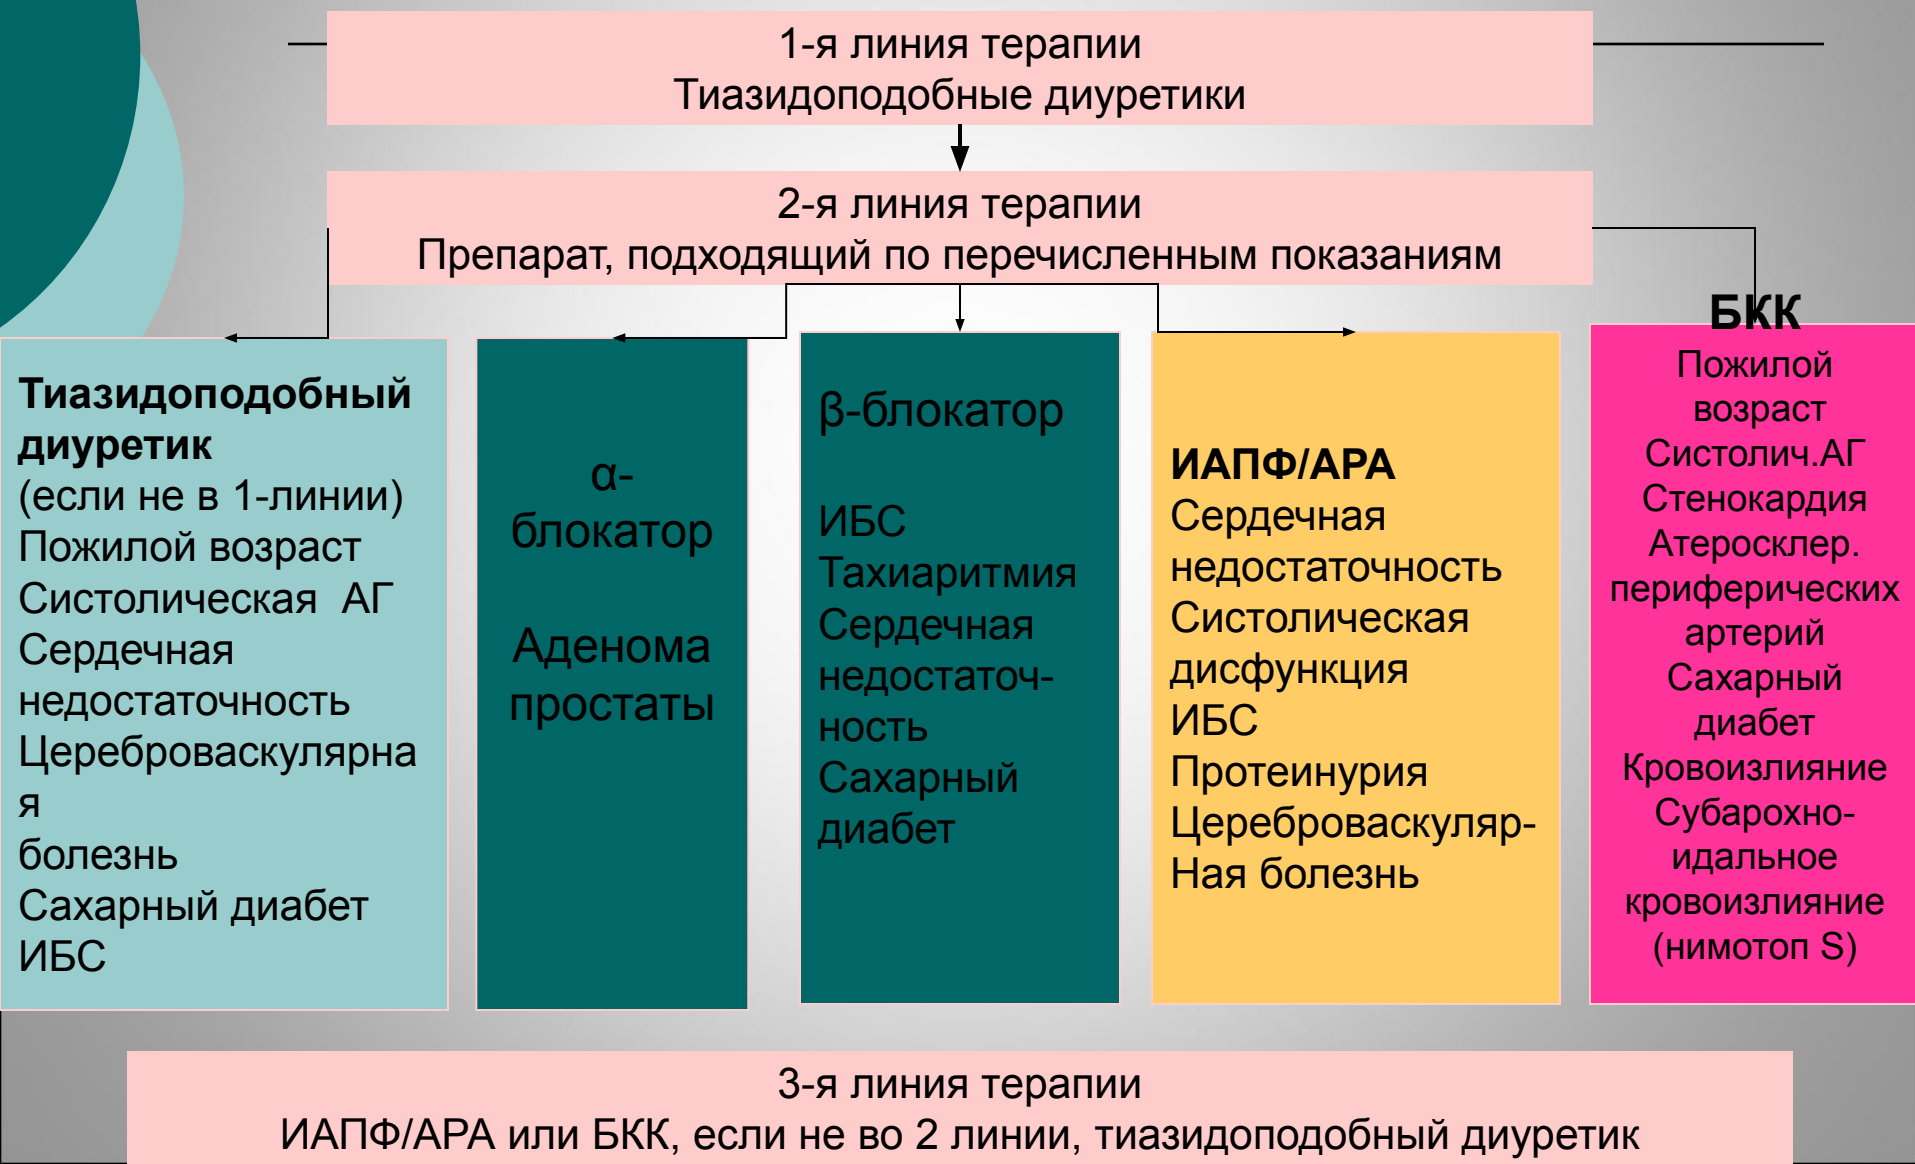 1-я линия терапии
Тиазидоподобные диуретики
2-я линия терапии
Препарат, подходящий по перечисленным показаниям
Тиазидоподобный
диуретик
(если не в 1-линии)
Пожилой возраст
Систолическая АГ
Сердечная
недостаточность
Цереброваскулярна
я
болезнь
Сахарный диабет
ИБС
α-
блокатор
Аденома
простаты
β-блокатор
ИБС
Тахиаритмия
Сердечная
недостаточ-
ность
Сахарный
диабет
ИАПФ/АРА
Сердечная
недостаточность
Систолическая
дисфункция
ИБС
Протеинурия
Цереброваскуляр-
Ная болезнь
БКК
Пожилой
возраст
Систолич.АГ
Стенокардия
Атеросклер.
периферических
артерий
Сахарный
диабет
Кровоизлияние
Субарохно-
идальное
кровоизлияние
(нимотоп S)
3-я линия терапии
ИАПФ/АРА или БКК, если не во 2 линии, тиазидоподобный диуретик